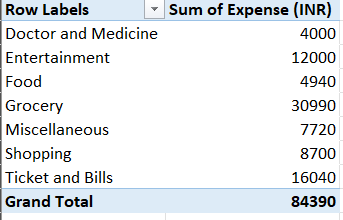 Row Labels Sum of Expense (INR)
Doctor and Medicine 4000
Entertainment 12000
Food 4940
Grocery 30990
Miscellaneous 7720
Shopping 8700
Ticket and Bills 16040
Grand Total 84390